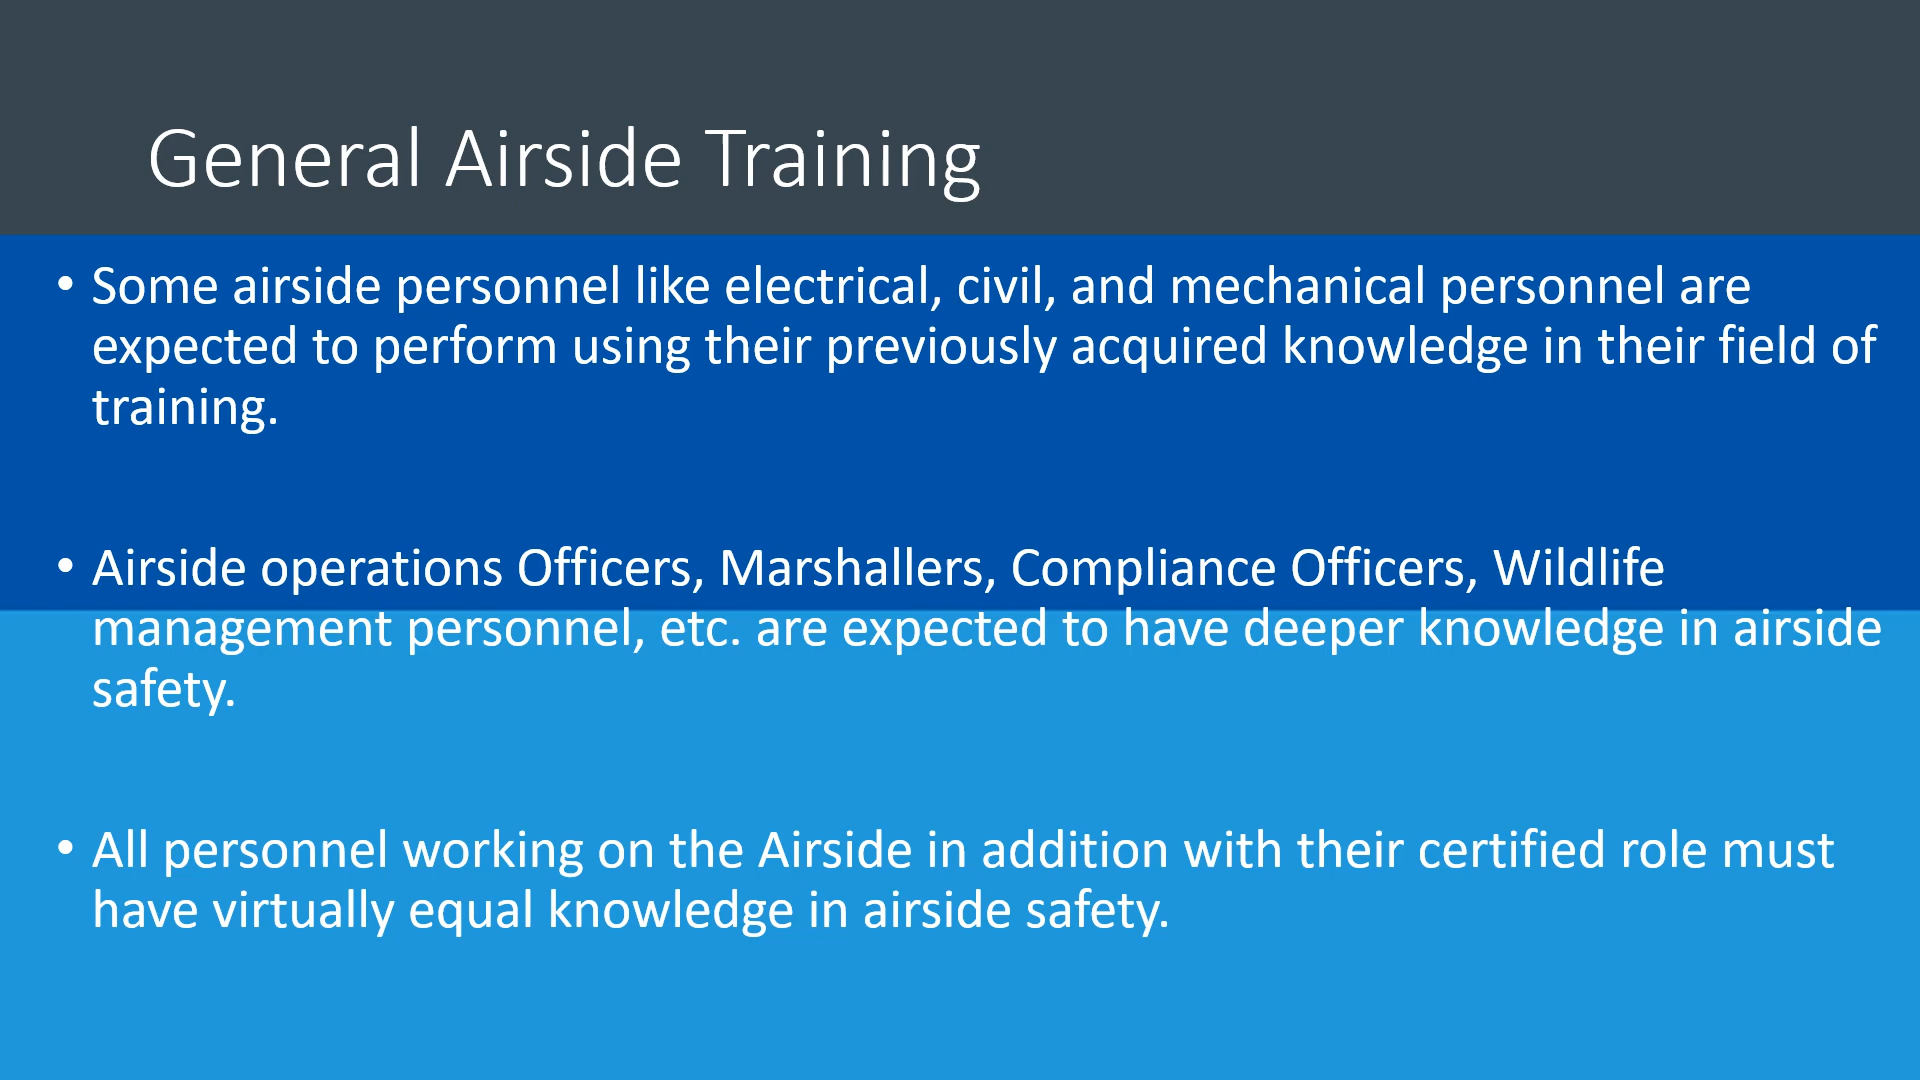 General Airside Training
• Some airside personnel like electrical, civil, and mechanical personnel are
expected to perform using their previously acquired knowledge in their field of
training.
• Airside operations Officers, Marshallers, Compliance Officers, Wildlife
management personnel, etc. are expected to have deeper knowledge in airside
safety.
• All personnel working on the Airside in addition with their certified role must
have virtually equal knowledge in airside safety.